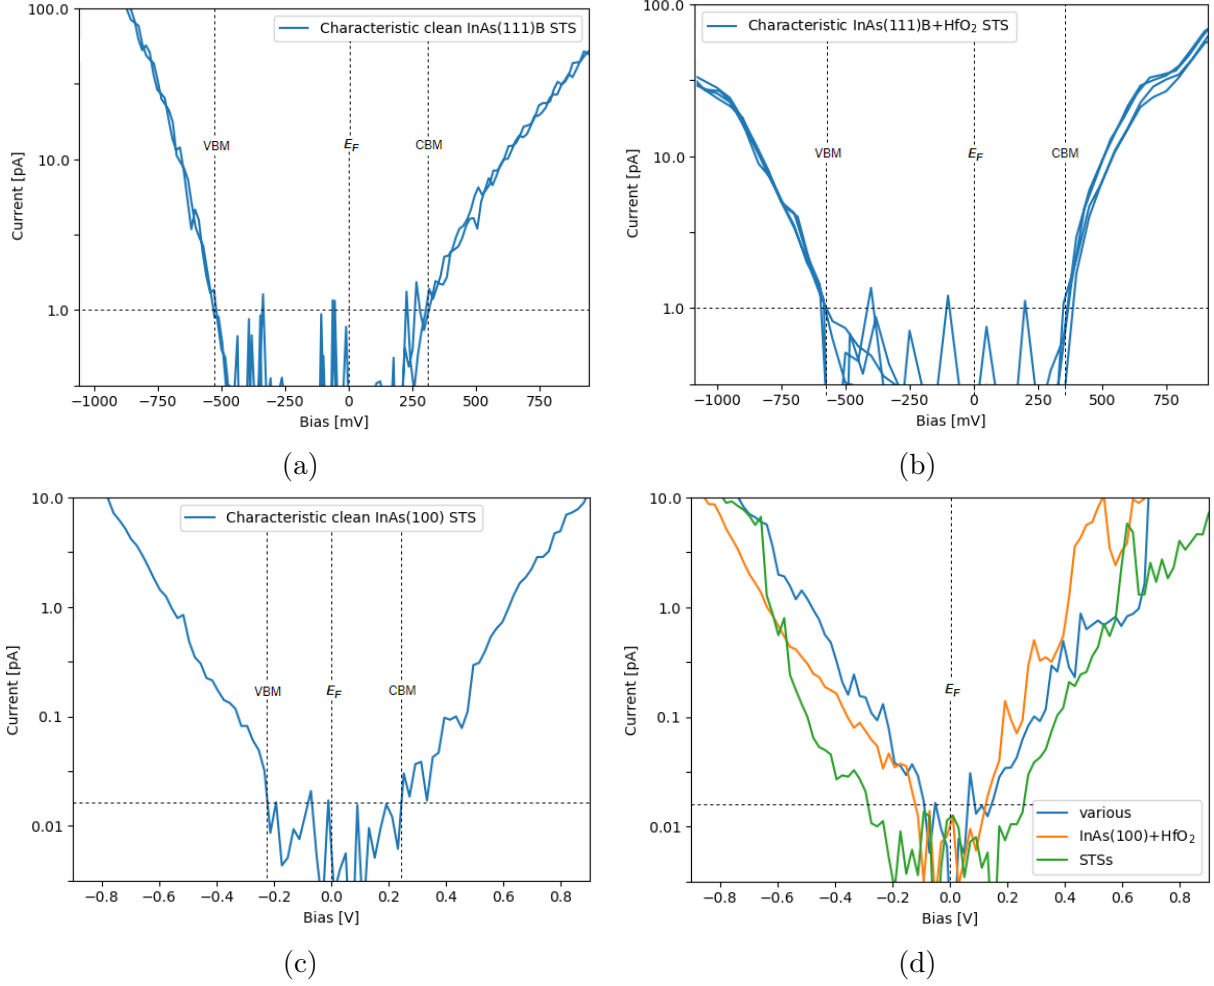 Characteristic clean InAs(111)B STS
100.0
10.0
1.0
Current [pA]
VBM
E_F
CBM
−1000 −750 −500 −250 0 250 500 750
Bias [mV]
(a)
Characteristic InAs(111)B+HfO₂ STS
100.0
10.0
1.0
Current [pA]
VBM
E_F
CBM
−1000 −750 −500 −250 0 250 500 750
Bias [mV]
(b)
Characteristic clean InAs(100) STS
10.0
1.0
0.1
0.01
Current [pA]
VBM
E_F
CBM
−0.8 −0.6 −0.4 −0.2 0.0 0.2 0.4 0.6 0.8
Bias [V]
(c)
10.0
1.0
0.1
0.01
Current [pA]
E_F
various
InAs(100)+HfO₂
STSs
−0.8 −0.6 −0.4 −0.2 0.0 0.2 0.4 0.6 0.8
Bias [V]
(d)